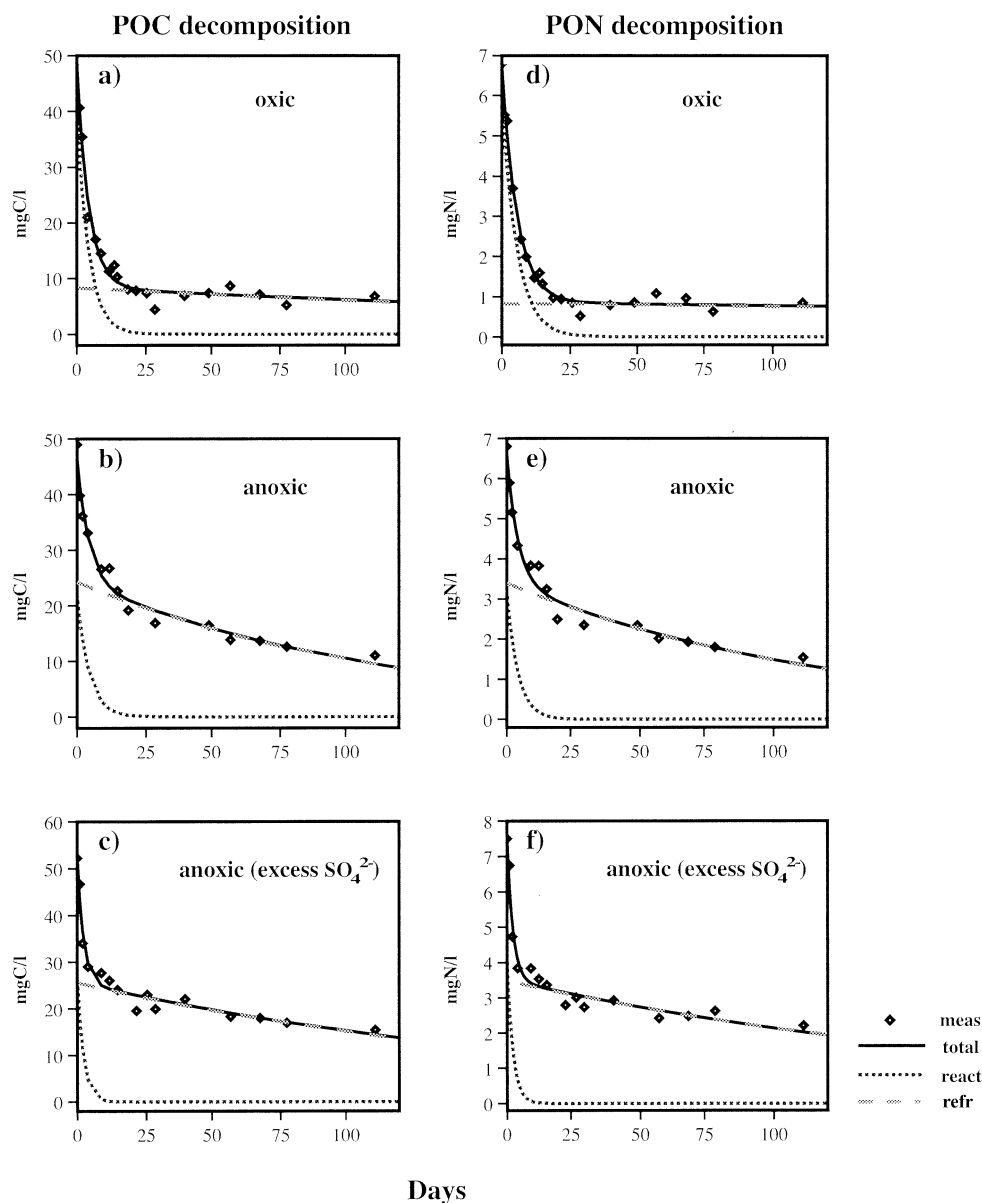 POC decomposition
PON decomposition
a)
oxic
mgC/l
50
40
30
20
10
0
0 25 50 75 100
d)
oxic
mgN/l
7
6
5
4
3
2
1
0
0 25 50 75 100
b)
anoxic
mgC/l
50
40
30
20
10
0
0 25 50 75 100
e)
anoxic
mgN/l
7
6
5
4
3
2
1
0
0 25 50 75 100
c)
anoxic (excess SO₄²⁻)
mgC/l
60
50
40
30
20
10
0
0 25 50 75 100
f)
anoxic (excess SO₄²⁻)
mgN/l
8
7
6
5
4
3
2
1
0
0 25 50 75 100
meas
total
react
refr
Days